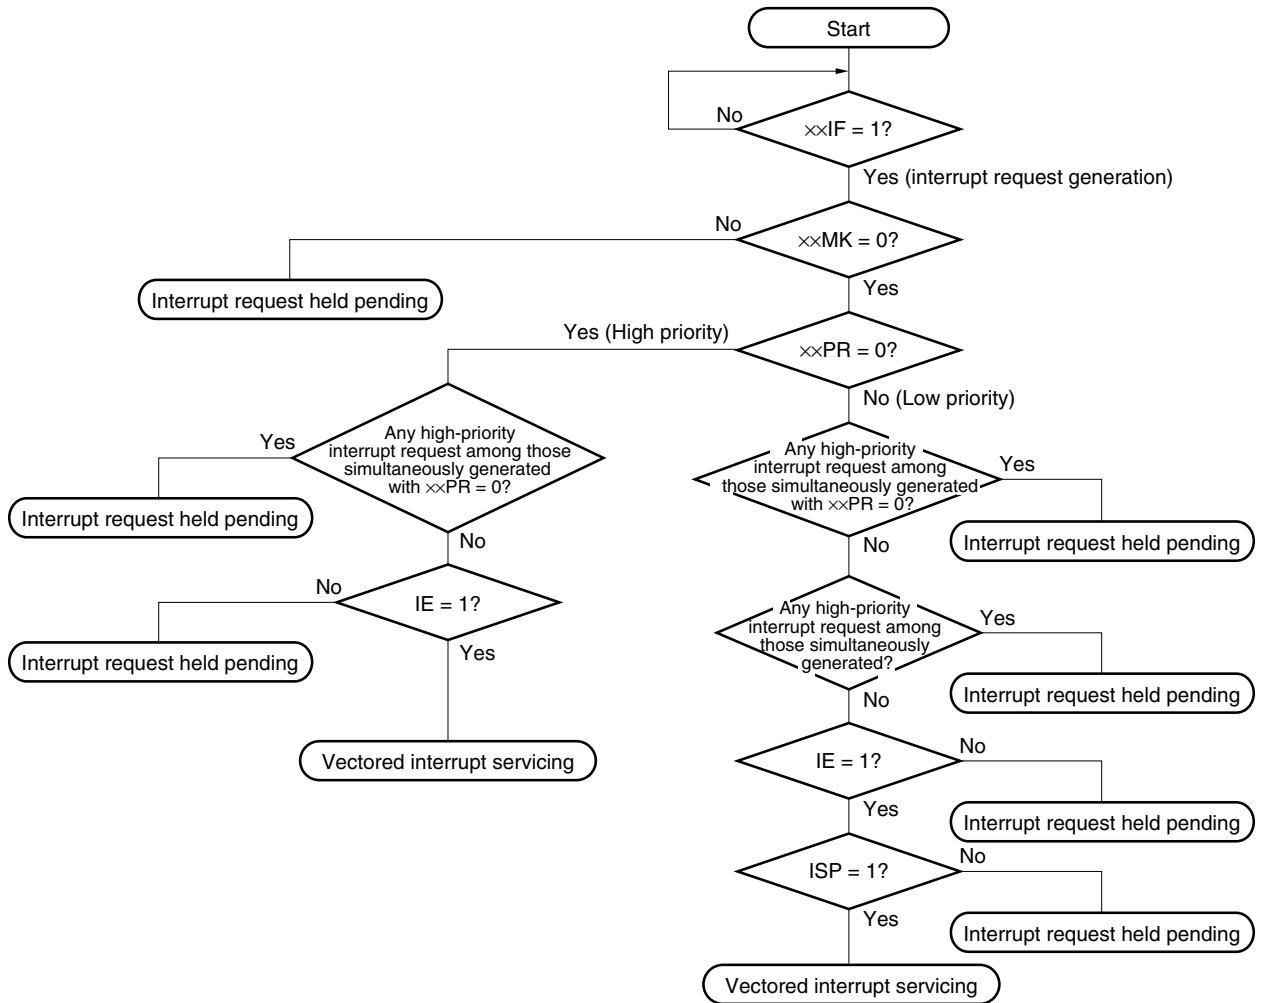 Start
No
××IF = 1?
Yes (interrupt request generation)
No
××MK = 0?
Interrupt request held pending
Yes
Yes (High priority)
××PR = 0?
No (Low priority)
Yes
Any high-priority
interrupt request among those
simultaneously generated
with ××PR = 0?
Any high-priority
interrupt request among
those simultaneously generated
with ××PR = 0?
Yes
Interrupt request held pending
Interrupt request held pending
No
No
No
IE = 1?
Any high-priority
interrupt request among
those simultaneously
generated?
Yes
Interrupt request held pending
Yes
Interrupt request held pending
No
Vectored interrupt servicing
IE = 1?
No
Yes
Interrupt request held pending
ISP = 1?
No
Yes
Interrupt request held pending
Vectored interrupt servicing